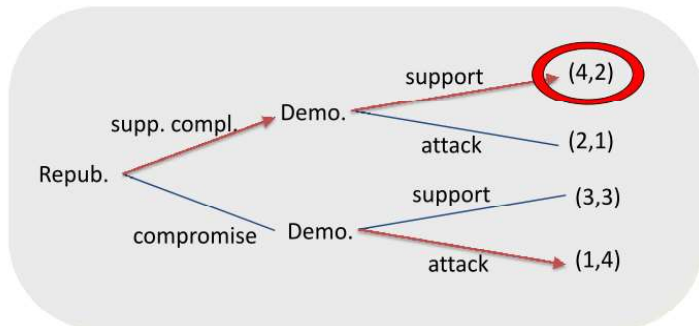 support
(4,2)
supp. compl.
Demo.
attack
(2,1)
Repub.
support
(3,3)
compromise
Demo.
attack
(1,4)